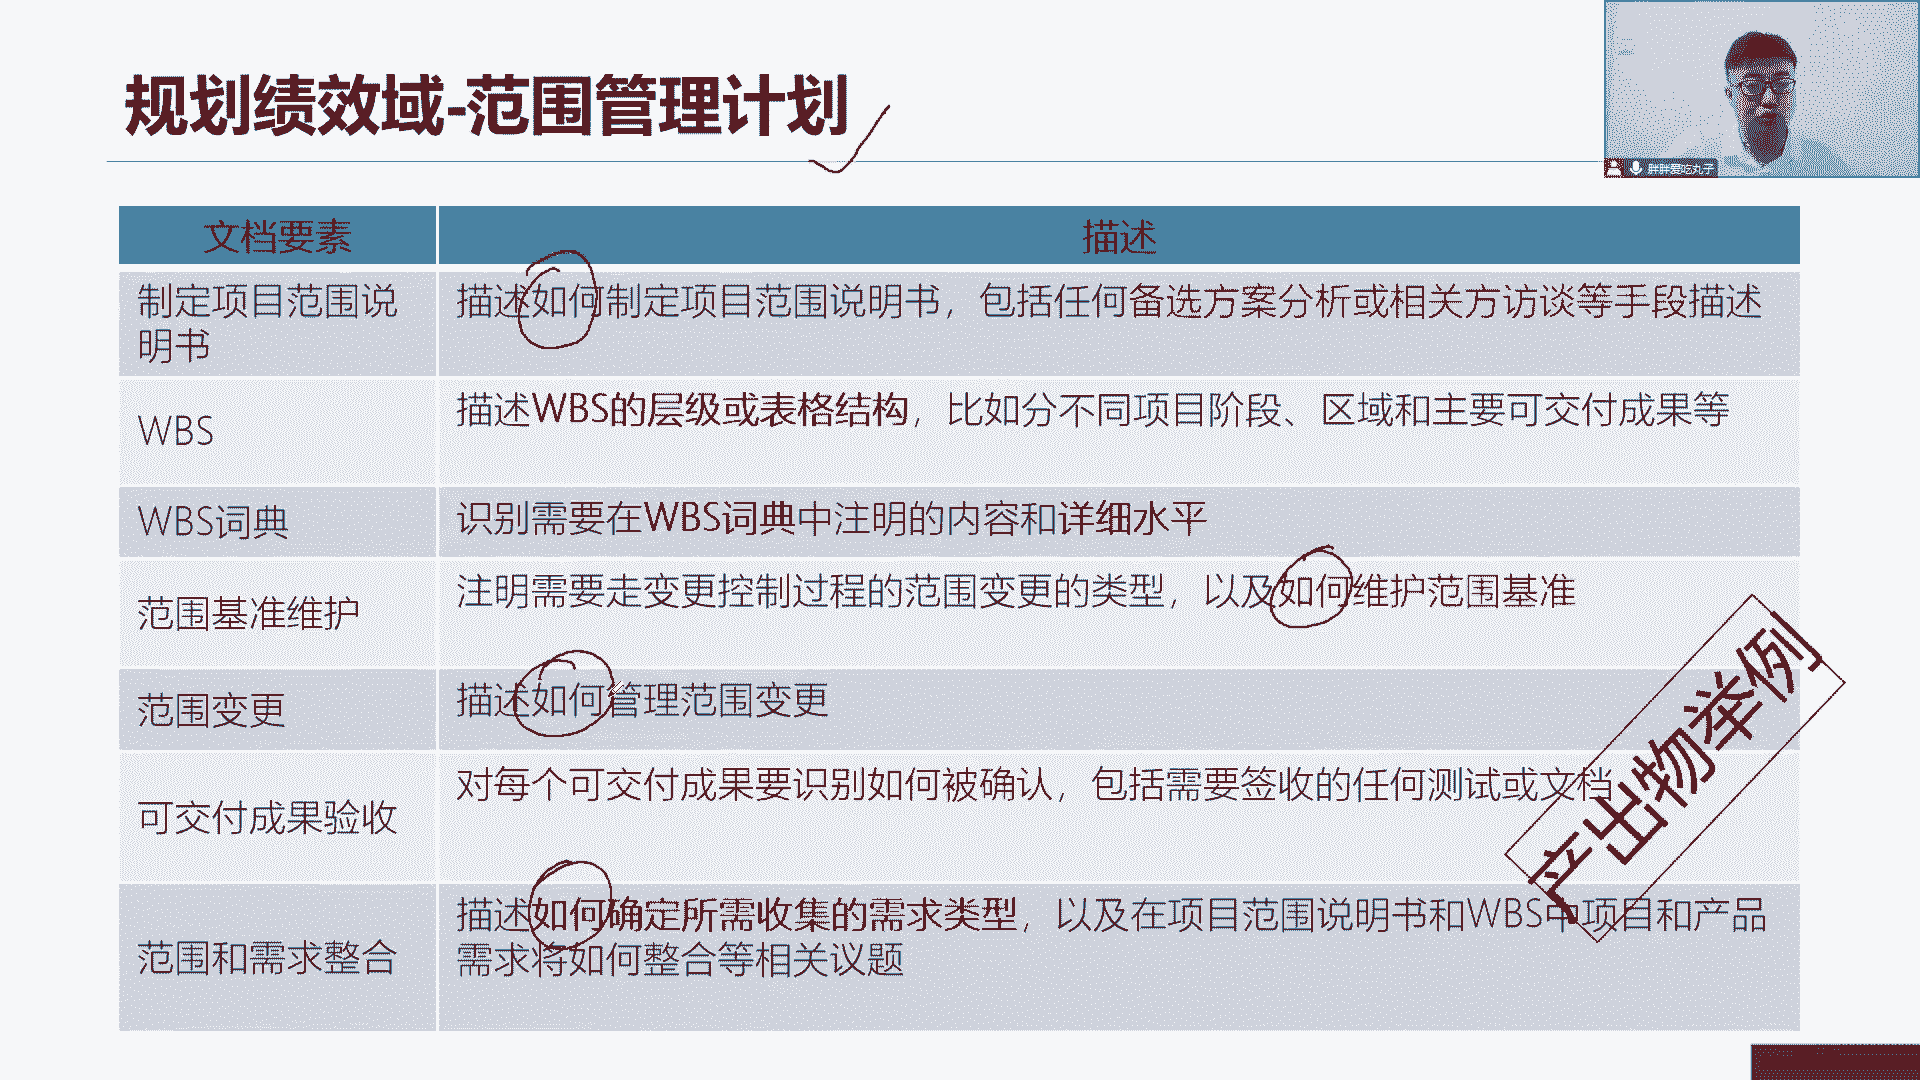 规划绩效域-范围管理计划
胖胖爱吃丸子
文档要素
描述
制定项目范围说
明书
描述如何制定项目范围说明书，包括任何备选方案分析或相关方访谈等手段描述
WBS
描述WBS的层级或表格结构，比如分不同项目阶段、区域和主要可交付成果等
WBS词典
识别需要在WBS词典中注明的内容和详细水平
范围基准维护
注明需要走变更控制过程的范围变更的类型，以及如何维护范围基准
范围变更
描述如何管理范围变更
可交付成果验收
对每个可交付成果要识别如何被确认，包括需要签收的任何测试或文档
范围和需求整合
描述如何确定所需收集的需求类型，以及在项目范围说明书和WBS中项目和产品
需求将如何整合等相关议题
产出物举例